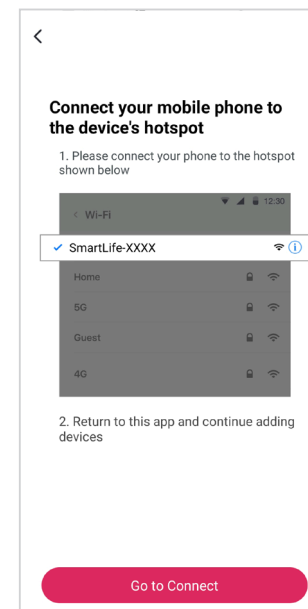 Connect your mobile phone to
the device's hotspot
1. Please connect your phone to the hotspot
shown below
12:30
< Wi-Fi
SmartLife-XXXX
Home
5G
Guest
4G
2. Return to this app and continue adding
devices
Go to Connect